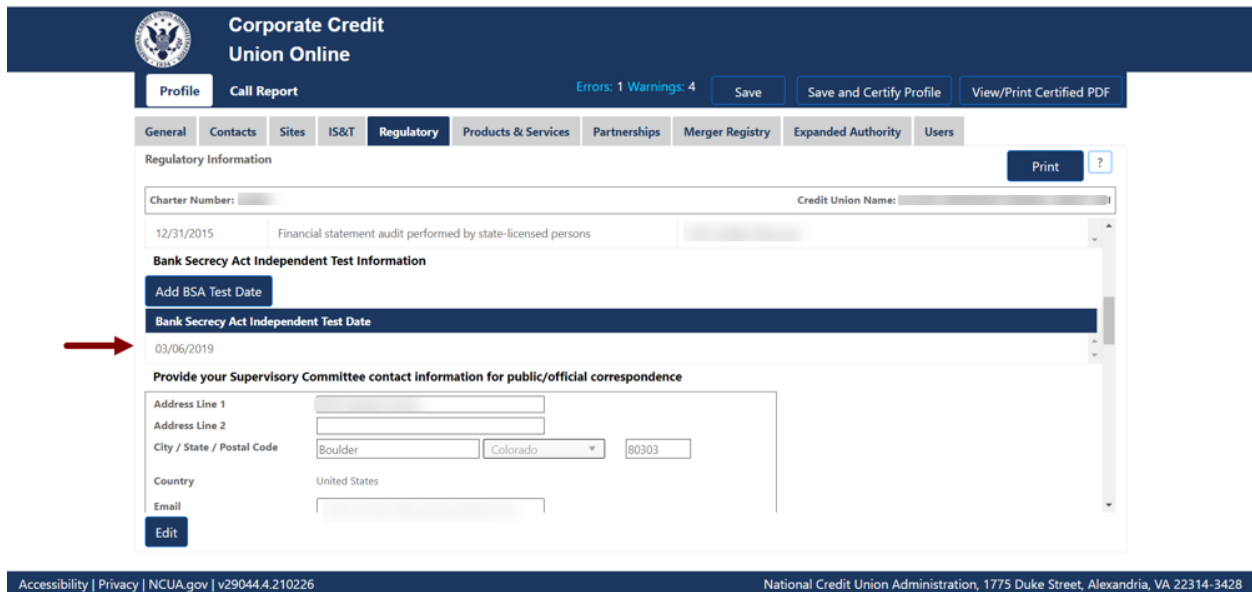 Corporate Credit
Union Online
Profile Call Report Errors: 1 Warnings: 4 Save Save and Certify Profile View/Print Certified PDF
General Contacts Sites IS&T Regulatory Products & Services Partnerships Merger Registry Expanded Authority Users
Regulatory Information Print ?
Charter Number: Credit Union Name:
12/31/2015 Financial statement audit performed by state-licensed persons
Bank Secrecy Act Independent Test Information
Add BSA Test Date
Bank Secrecy Act Independent Test Date
03/06/2019
Provide your Supervisory Committee contact information for public/official correspondence
Address Line 1
Address Line 2
City / State / Postal Code Boulder Colorado 80303
Country United States
Email
Edit
Accessibility | Privacy | NCUA.gov | v29044.4.210226 National Credit Union Administration, 1775 Duke Street, Alexandria, VA 22314-3428